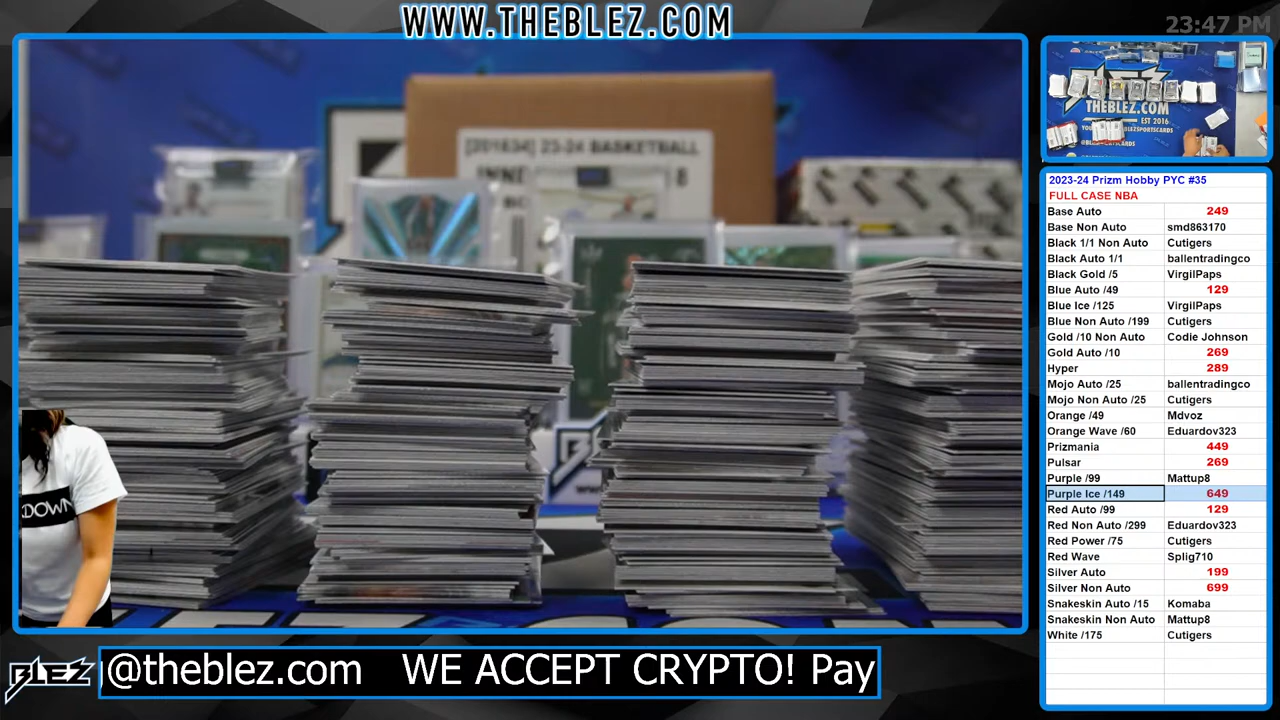 WWW.THEBLEZ.COM
23:47 PM
[201634] 23-24 BASKETBALL
BLEZ
THEBLEZ.COM
EST 2016
2023-24 Prizm Hobby PYC #35
FULL CASE NBA
Base Auto 249
Base Non Auto smd863170
Black 1/1 Non Auto Cutigers
Black Auto 1/1 ballentradingco
Black Gold /5 VirgilPaps
Blue Auto /49 129
Blue Ice /125 VirgilPaps
Blue Non Auto /199 Cutigers
Gold /10 Non Auto Codie Johnson
Gold Auto /10 269
Hyper 289
Mojo Auto /25 ballentradingco
Mojo Non Auto /25 Cutigers
Orange /49 Mdvoz
Orange Wave /60 Eduardov323
Prizmania 449
Pulsar 269
Purple /99 Mattup8
Purple Ice /149 649
Red Auto /99 129
Red Non Auto /299 Eduardov323
Red Power /75 Cutigers
Red Wave Splig710
Silver Auto 199
Silver Non Auto 699
Snakeskin Auto /15 Komaba
Snakeskin Non Auto Mattup8
White /175 Cutigers
DOWN
BLEZ
@theblez.com WE ACCEPT CRYPTO! Pay